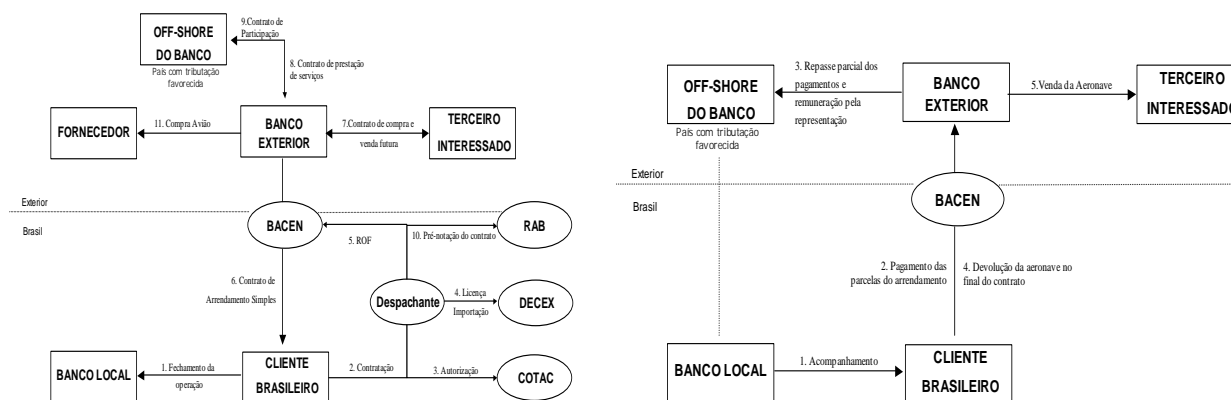 9.Contrato de
Participação
OFF-SHORE
DO BANCO
País com tributação
favorecida
8. Contrato de prestação
de serviços
FORNECEDOR
11. Compra Avião
BANCO
EXTERIOR
7.Contrato de compra e
venda futura
TERCEIRO
INTERESSADO
Exterior
Brasil
BACEN
RAB
5. ROF
10. Pré-notação do contrato
6. Contrato de
Arrendamento Simples
Despachante
4. Licença
Importação
DECEX
BANCO LOCAL
1. Fechamento da
operação
CLIENTE
BRASILEIRO
2. Contratação
3. Autorização
COTAC
OFF-SHORE
DO BANCO
País com tributação
favorecida
3. Repasse parcial dos
pagamentos e
remuneração pela
representação
BANCO
EXTERIOR
5.Venda da Aeronave
TERCEIRO
INTERESSADO
Exterior
Brasil
BACEN
2. Pagamento das
parcelas do arrendamento
4. Devolução da aeronave no
final do contrato
BANCO LOCAL
1. Acompanhamento
CLIENTE
BRASILEIRO